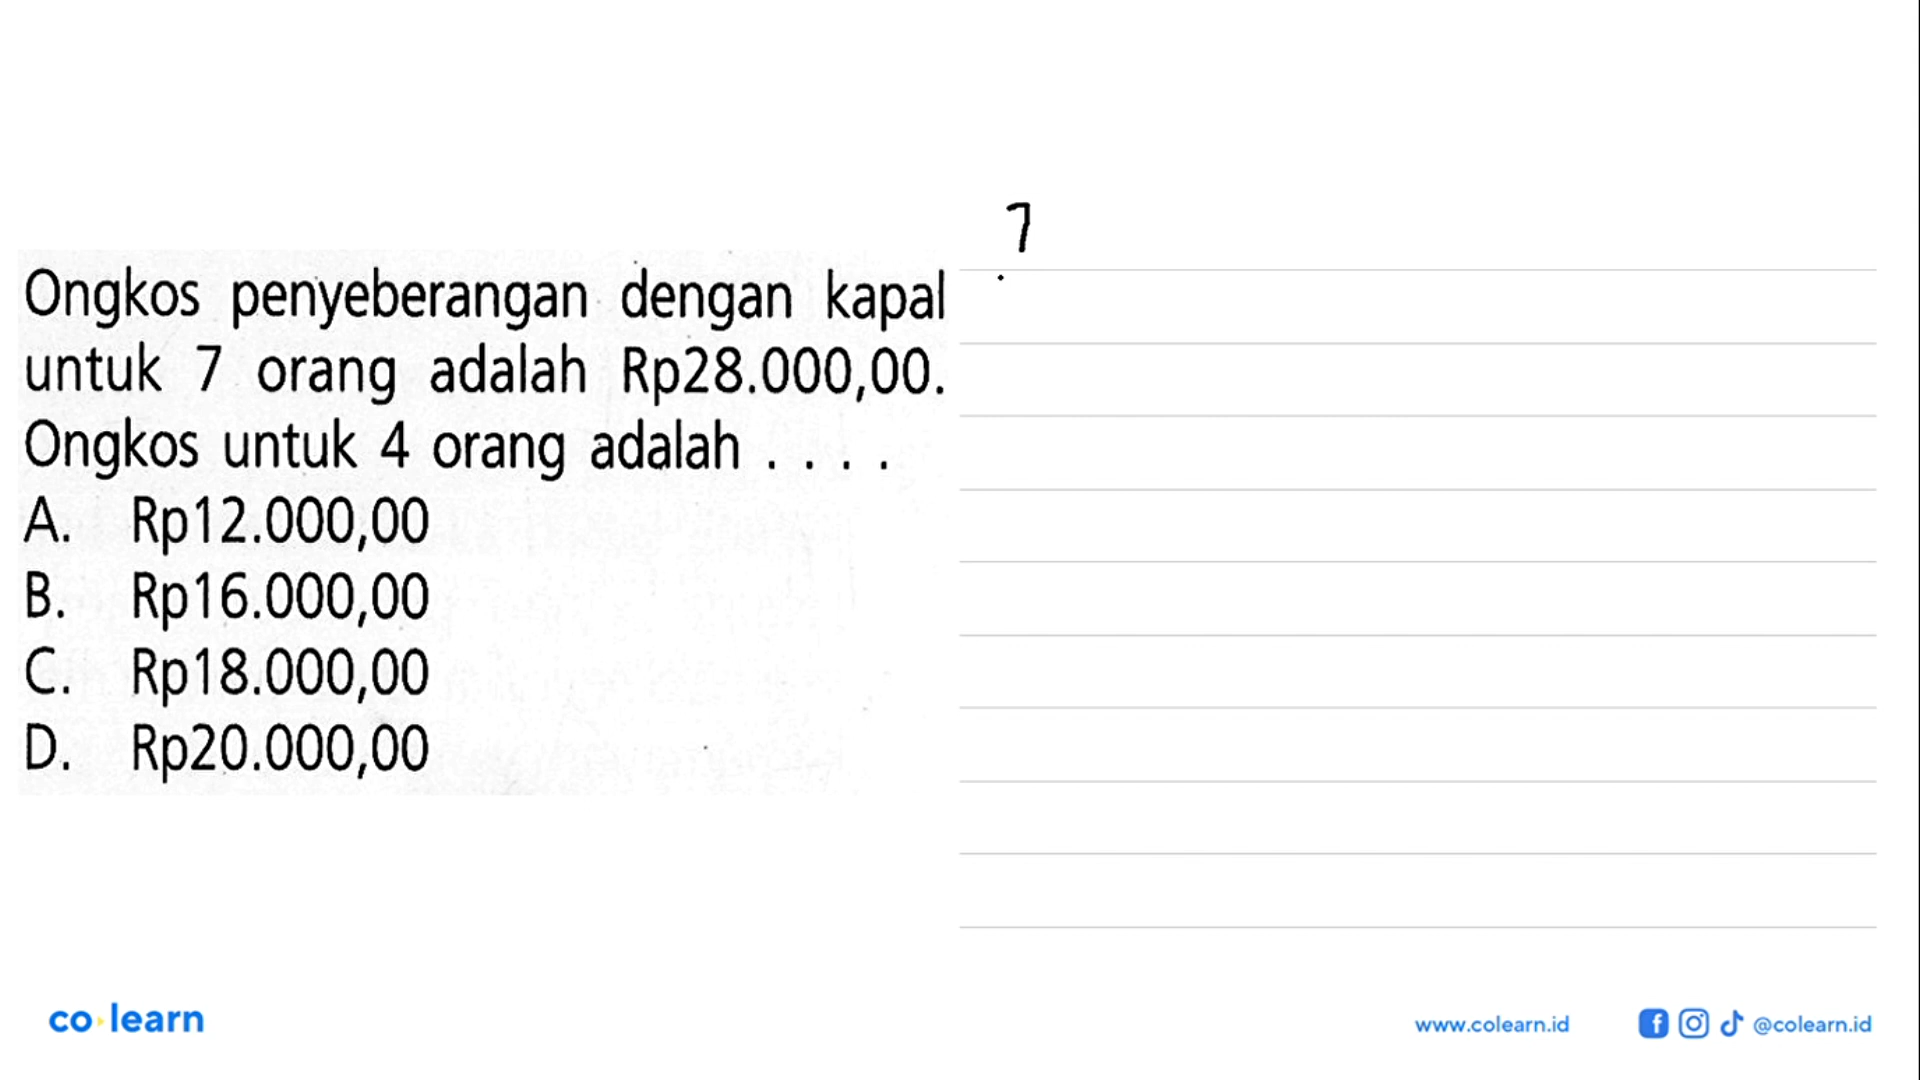 7
Ongkos penyeberangan dengan kapal
untuk 7 orang adalah Rp28.000,00.
Ongkos untuk 4 orang adalah . . . .
A. Rp12.000,00
B. Rp16.000,00
C. Rp18.000,00
D. Rp20.000,00
co learn
www.colearn.id
@colearn.id